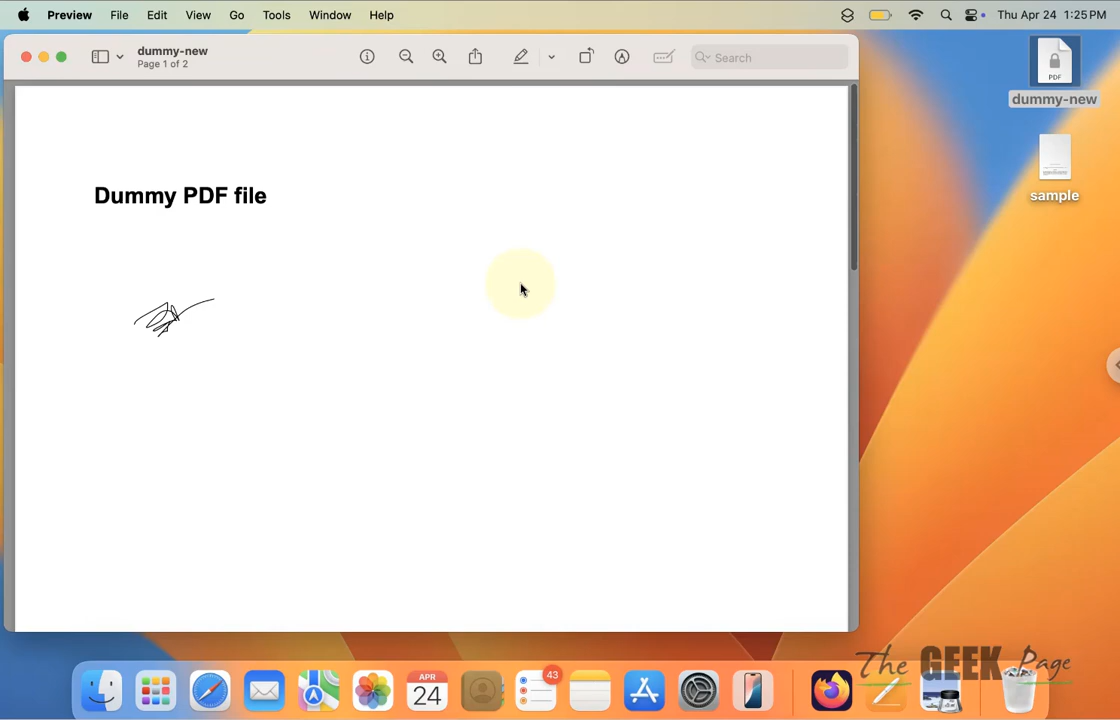 Preview File Edit View Go Tools Window Help Thu Apr 24 1:25 PM
dummy-new
Page 1 of 2
Search
PDF
dummy-new
sample
Dummy PDF file
43
APR
24
The GEEK Page